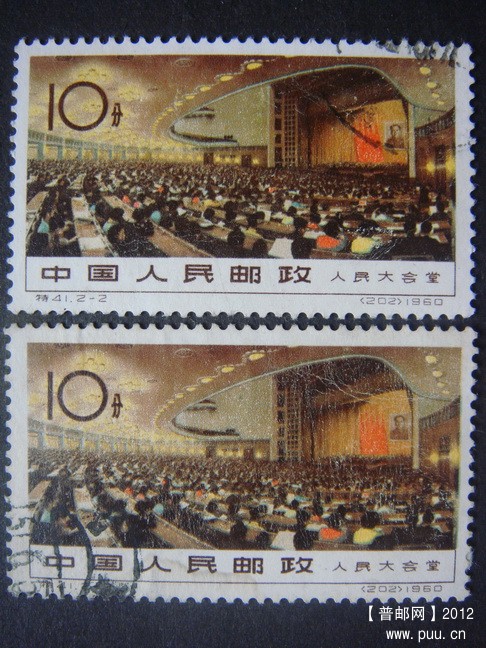 10分
中国人民邮政 人民大会堂
特41.2-2 (202)1960
10分
中国人民邮政 人民大会堂
(202)1960
【普邮网】2012
www.puu.cn